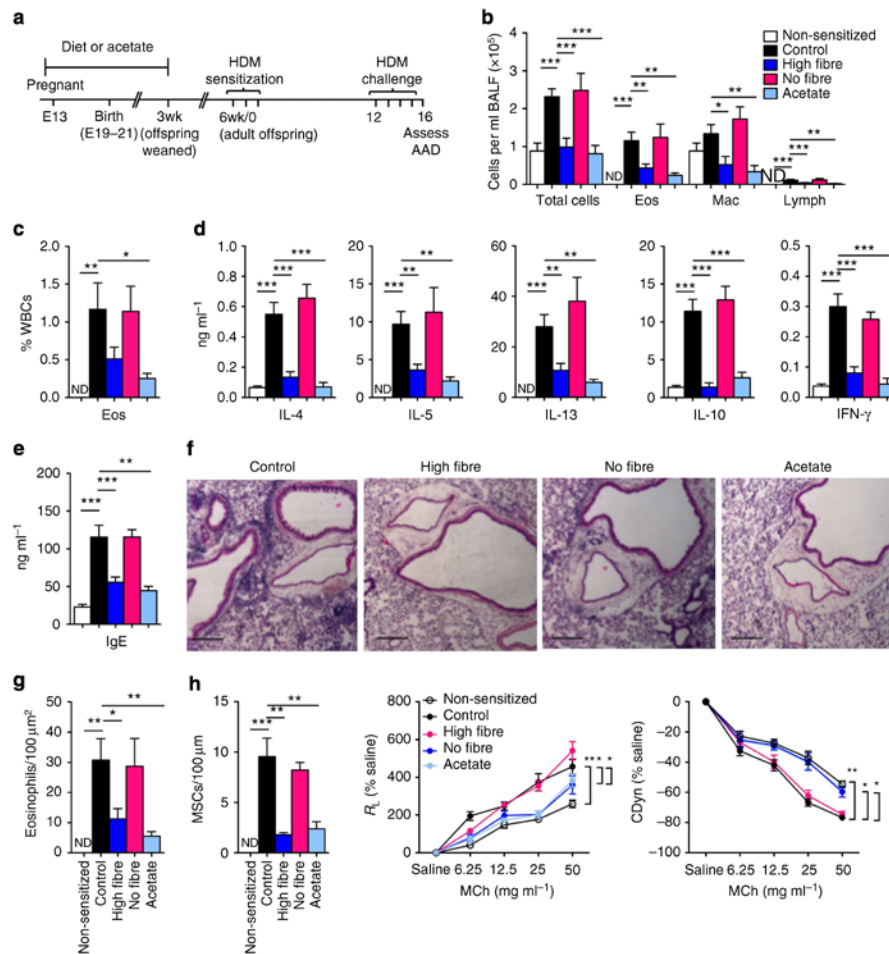 a
Diet or acetate
HDM
sensitization
HDM
challenge
Pregnant
E13
Birth
(E19–21)
3wk
(offspring
weaned)
6wk/0
(adult offspring)
12
16
Assess
AAD
b
Cells per ml BALF (×10⁵)
4
3
2
1
0
***
***
***
***
**
**
*
**
***
***
**
ND
ND
Total cells
Eos
Mac
Lymph
Non-sensitized
Control
High fibre
No fibre
Acetate
c
% WBCs
2.0
1.5
1.0
0.5
0.0
**
*
ND
Eos
d
ng ml⁻¹
1.0
0.8
0.6
0.4
0.2
0.0
***
***
***
IL-4
20
15
10
5
0
***
**
**
ND
IL-5
80
60
40
20
0
***
**
**
ND
IL-13
20
15
10
5
0
***
***
***
IL-10
0.5
0.4
0.3
0.2
0.1
0.0
***
***
***
IFN-γ
e
ng ml⁻¹
200
150
100
50
0
***
***
**
IgE
f
Control
High fibre
No fibre
Acetate
g
Eosinophils/100 μm²
50
40
30
20
10
0
**
*
**
ND
Non-sensitized
Control
High fibre
No fibre
Acetate
h
MSCs/100 μm
15
10
5
0
***
**
**
ND
Non-sensitized
Control
High fibre
No fibre
Acetate
R_L (% saline)
800
600
400
200
0
Non-sensitized
Control
High fibre
No fibre
Acetate
***
*
*
Saline
6.25
12.5
25
50
MCh (mg ml⁻¹)
CDyn (% saline)
0
−20
−40
−60
−80
−100
**
*
*
Saline
6.25
12.5
25
50
MCh (mg ml⁻¹)